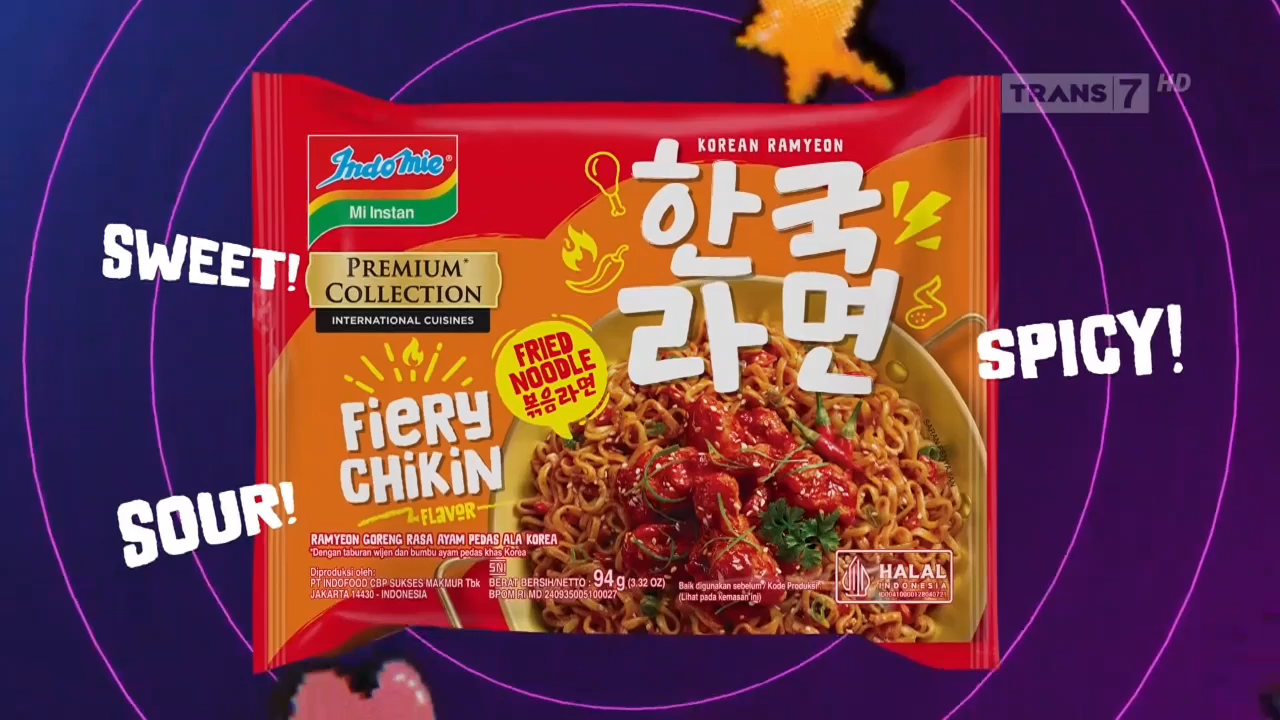 TRANS|7 HD
KOREAN RAMYEON
한국
라면
Indomie®
Mi Instan
PREMIUM*
COLLECTION
INTERNATIONAL CUISINES
SWEET!
SPICY!
SOUR!
FRIED
NOODLE
볶음라면
FiERY
CHiKiN
FLAVOR
RAMYEON GORENG RASA AYAM PEDAS ALA KOREA
*Dengan taburan wijen dan bumbu ayam pedas khas Korea
Diproduksi oleh:
PT INDOFOOD CBP SUKSES MAKMUR Tbk
JAKARTA 14430 - INDONESIA
SNI
BERAT BERSIH/NETTO : 94 g (3.32 OZ)
BPOM RI MD 240935005100027
Baik digunakan sebelum / Kode Produksi :
(Lihat pada kemasan ini)
HALAL
INDONESIA